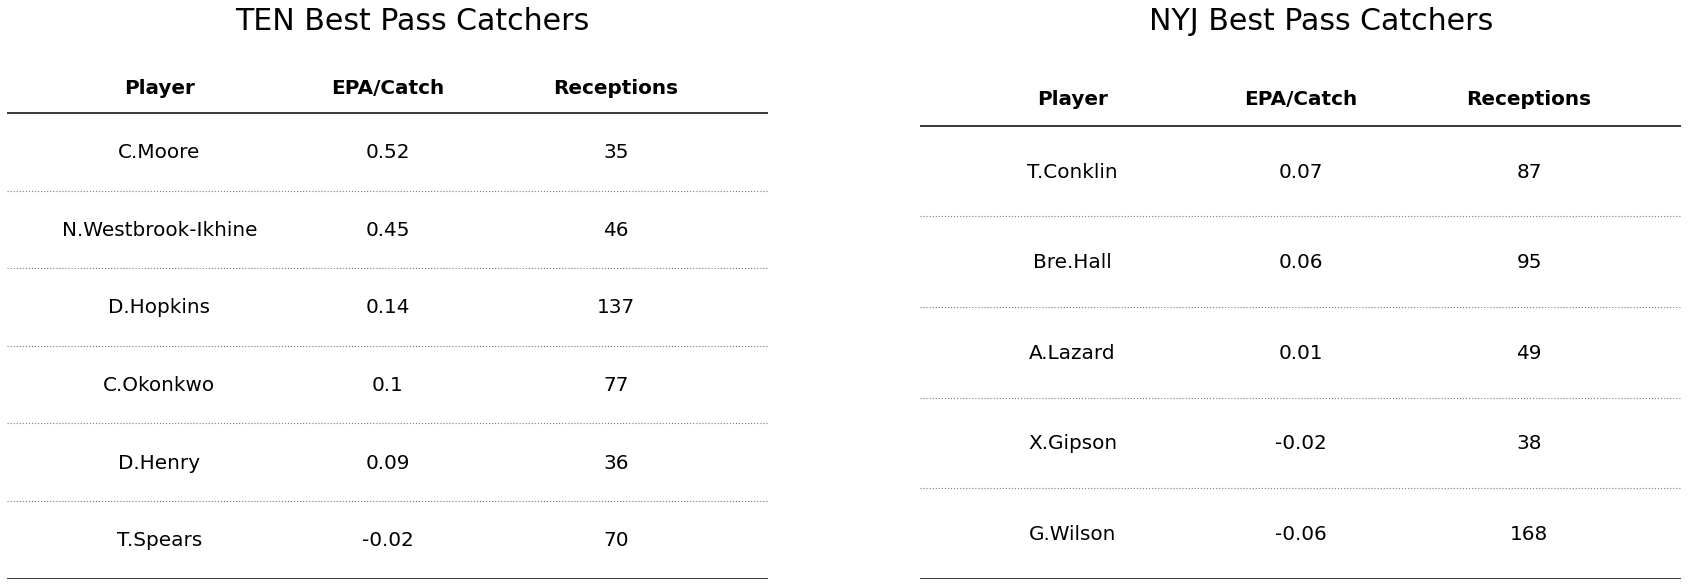 TEN Best Pass Catchers
Player EPA/Catch Receptions
C.Moore 0.52 35
N.Westbrook-Ikhine 0.45 46
D.Hopkins 0.14 137
C.Okonkwo 0.1 77
D.Henry 0.09 36
T.Spears -0.02 70
NYJ Best Pass Catchers
Player EPA/Catch Receptions
T.Conklin 0.07 87
Bre.Hall 0.06 95
A.Lazard 0.01 49
X.Gipson -0.02 38
G.Wilson -0.06 168